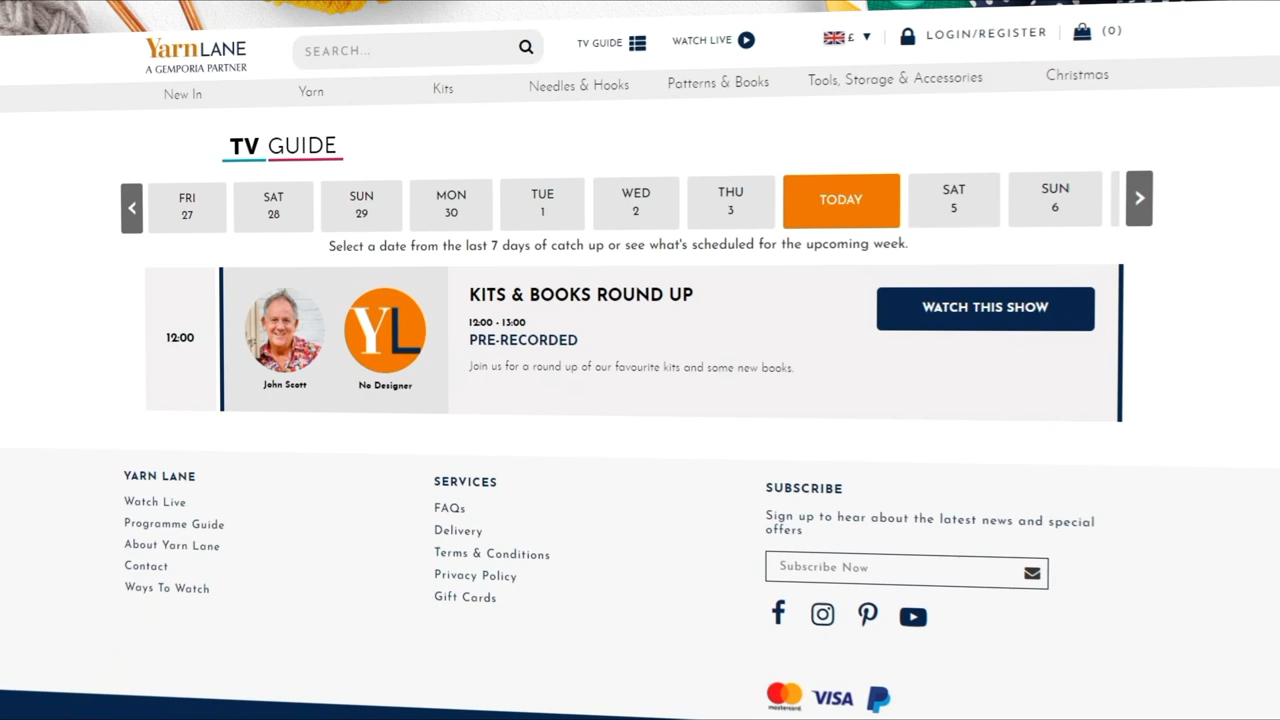 YarnLANE
A GEMPORIA PARTNER
SEARCH...
TV GUIDE
WATCH LIVE
£
LOGIN/REGISTER
(0)
New In
Yarn
Kits
Needles & Hooks
Patterns & Books
Tools, Storage & Accessories
Christmas
TV GUIDE
FRI
27
SAT
28
SUN
29
MON
30
TUE
1
WED
2
THU
3
TODAY
SAT
5
SUN
6
Select a date from the last 7 days of catch up or see what's scheduled for the upcoming week.
12:00
YL
John Scott
No Designer
KITS & BOOKS ROUND UP
12:00 - 13:00
PRE-RECORDED
Join us for a round up of our favourite kits and some new books.
WATCH THIS SHOW
YARN LANE
Watch Live
Programme Guide
About Yarn Lane
Contact
Ways To Watch
SERVICES
FAQs
Delivery
Terms & Conditions
Privacy Policy
Gift Cards
SUBSCRIBE
Sign up to hear about the latest news and special
offers
Subscribe Now
mastercard
VISA